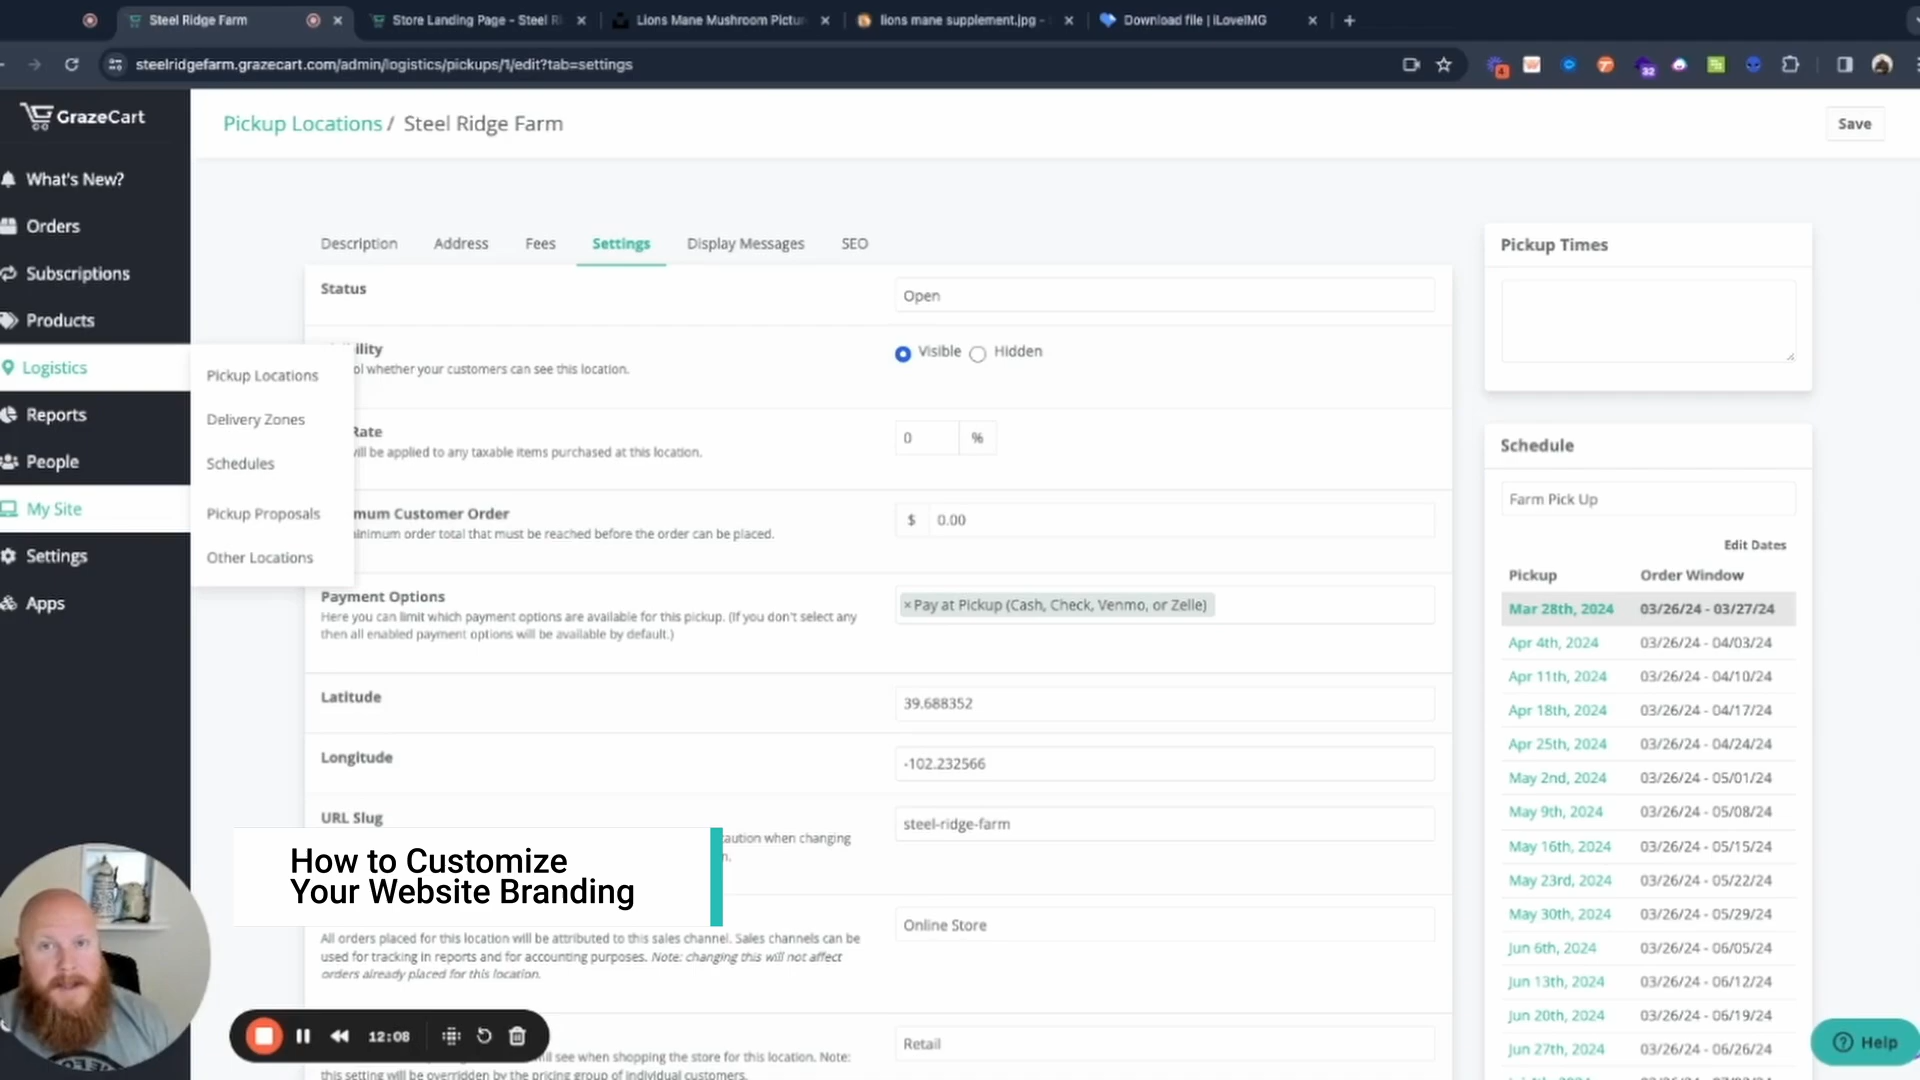 Steel Ridge Farm
Store Landing Page - Steel Ri
Lions Mane Mushroom Pictur
lions mane supplement.jpg -
Download file | iLoveIMG
steelridgefarm.grazecart.com/admin/logistics/pickups/1/edit?tab=settings
4
32
GrazeCart
Pickup Locations / Steel Ridge Farm
Save
What's New?
Orders
Subscriptions
Products
Logistics
Reports
People
My Site
Settings
Apps
Pickup Locations
Delivery Zones
Schedules
Pickup Proposals
Other Locations
Description
Address
Fees
Settings
Display Messages
SEO
Status
Open
ility
ol whether your customers can see this location.
Visible
Hidden
Rate
will be applied to any taxable items purchased at this location.
0
%
mum Customer Order
inimum order total that must be reached before the order can be placed.
$
0.00
Payment Options
Here you can limit which payment options are available for this pickup. (If you don't select any
then all enabled payment options will be available by default.)
×Pay at Pickup (Cash, Check, Venmo, or Zelle)
Latitude
39.688352
Longitude
-102.232566
URL Slug
aution when changing
n.
steel-ridge-farm
How to Customize
Your Website Branding
Online Store
All orders placed for this location will be attributed to this sales channel. Sales channels can be
used for tracking in reports and for accounting purposes. Note: changing this will not affect
orders already placed for this location.
12:08
will see when shopping the store for this location. Note:
this setting will be overridden by the pricing group of individual customers.
Retail
Pickup Times
Schedule
Farm Pick Up
Edit Dates
Pickup Order Window
Mar 28th, 2024 03/26/24 - 03/27/24
Apr 4th, 2024 03/26/24 - 04/03/24
Apr 11th, 2024 03/26/24 - 04/10/24
Apr 18th, 2024 03/26/24 - 04/17/24
Apr 25th, 2024 03/26/24 - 04/24/24
May 2nd, 2024 03/26/24 - 05/01/24
May 9th, 2024 03/26/24 - 05/08/24
May 16th, 2024 03/26/24 - 05/15/24
May 23rd, 2024 03/26/24 - 05/22/24
May 30th, 2024 03/26/24 - 05/29/24
Jun 6th, 2024 03/26/24 - 06/05/24
Jun 13th, 2024 03/26/24 - 06/12/24
Jun 20th, 2024 03/26/24 - 06/19/24
Jun 27th, 2024 03/26/24 - 06/26/24
Help